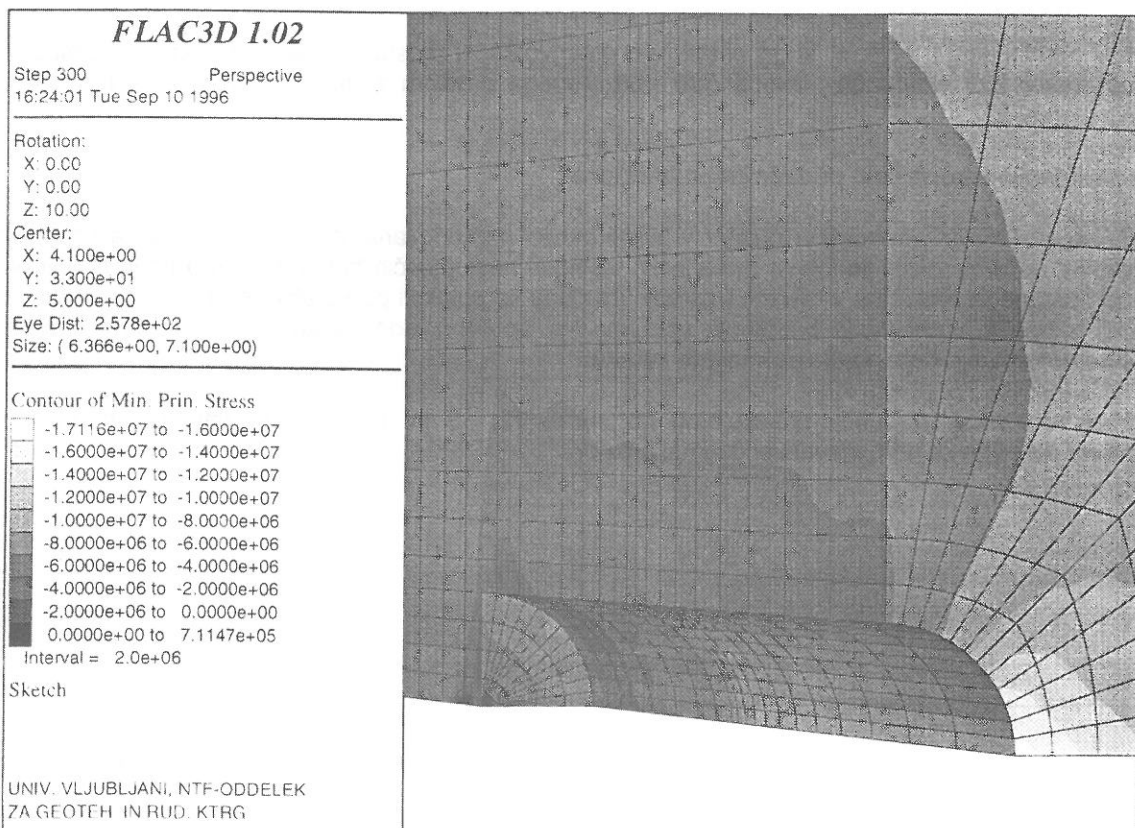 FLAC3D 1.02
Step 300 Perspective
16:24:01 Tue Sep 10 1996
Rotation:
X: 0.00
Y: 0.00
Z: 10.00
Center:
X: 4.100e+00
Y: 3.300e+01
Z: 5.000e+00
Eye Dist: 2.578e+02
Size: ( 6.366e+00, 7.100e+00)
Contour of Min. Prin. Stress
-1.7116e+07 to -1.6000e+07
-1.6000e+07 to -1.4000e+07
-1.4000e+07 to -1.2000e+07
-1.2000e+07 to -1.0000e+07
-1.0000e+07 to -8.0000e+06
-8.0000e+06 to -6.0000e+06
-6.0000e+06 to -4.0000e+06
-4.0000e+06 to -2.0000e+06
-2.0000e+06 to 0.0000e+00
0.0000e+00 to 7.1147e+05
Interval = 2.0e+06
Sketch
UNIV. VLJUBLJANI, NTF-ODDELEK
ZA GEOTEH. IN RUD. KTRG